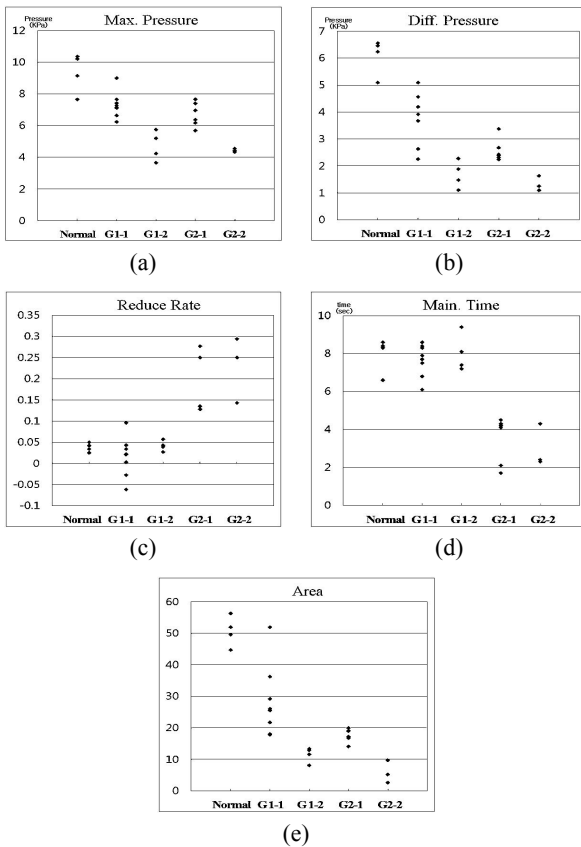 Max. Pressure
Pressure
(KPa)
12
10
8
6
4
2
0
Normal G1-1 G1-2 G2-1 G2-2
(a)
Diff. Pressure
Pressure
(KPa)
7
6
5
4
3
2
1
0
Normal G1-1 G1-2 G2-1 G2-2
(b)
Reduce Rate
0.35
0.3
0.25
0.2
0.15
0.1
0.05
0
-0.05
-0.1
Normal G1-1 G1-2 G2-1 G2-2
(c)
Main. Time
time
(sec)
10
8
6
4
2
0
Normal G1-1 G1-2 G2-1 G2-2
(d)
Area
60
50
40
30
20
10
0
Normal G1-1 G1-2 G2-1 G2-2
(e)